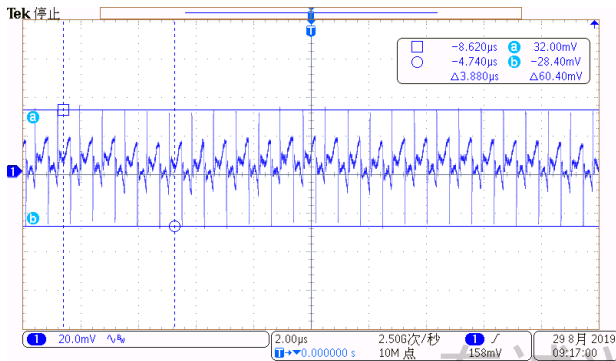 Tek 停止
T
T
-8.620µs a 32.00mV
-4.740µs b -28.40mV
Δ3.880µs Δ60.40mV
a
1
b
1 20.0mV 2.00µs 2.50G次/秒 1 29 8月 2019
T→▼0.000000 s 10M 点 158mV 09:17:00